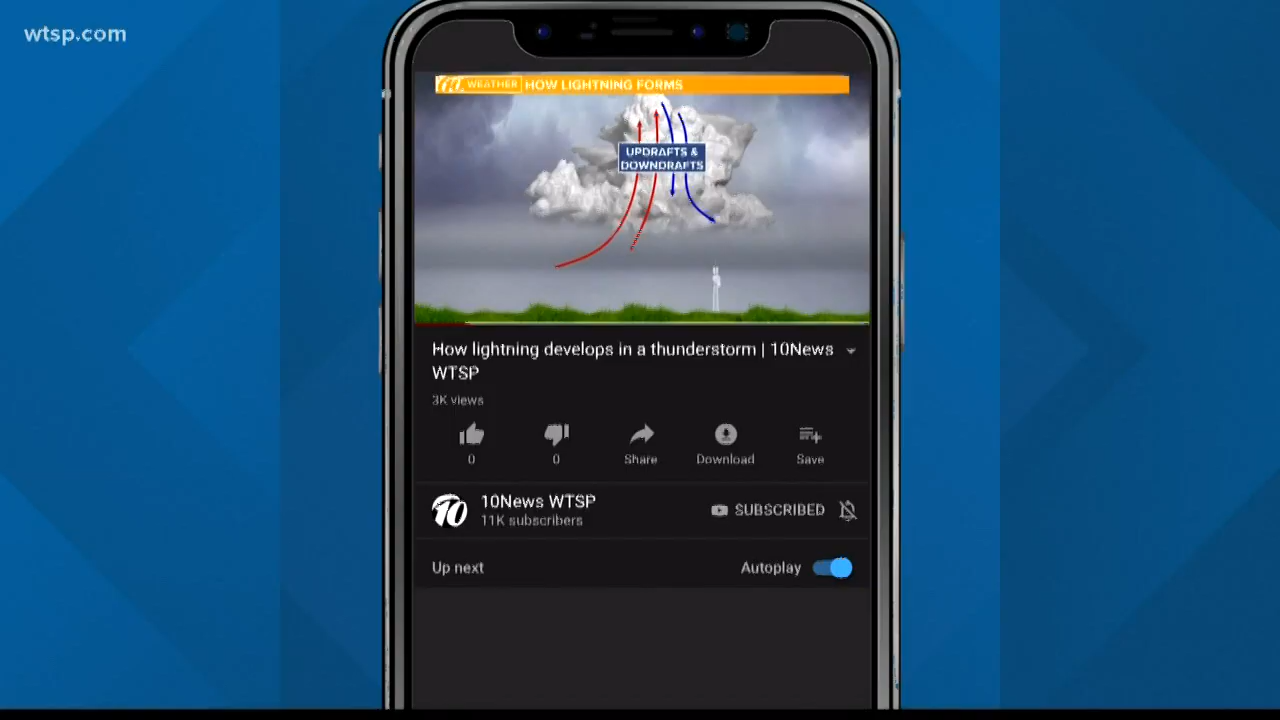 wtsp.com
10 WEATHER HOW LIGHTNING FORMS
UPDRAFTS &
DOWNDRAFTS
How lightning develops in a thunderstorm | 10News
WTSP
3K views
0 0 Share Download Save
10 10News WTSP
11K subscribers
SUBSCRIBED
Up next Autoplay